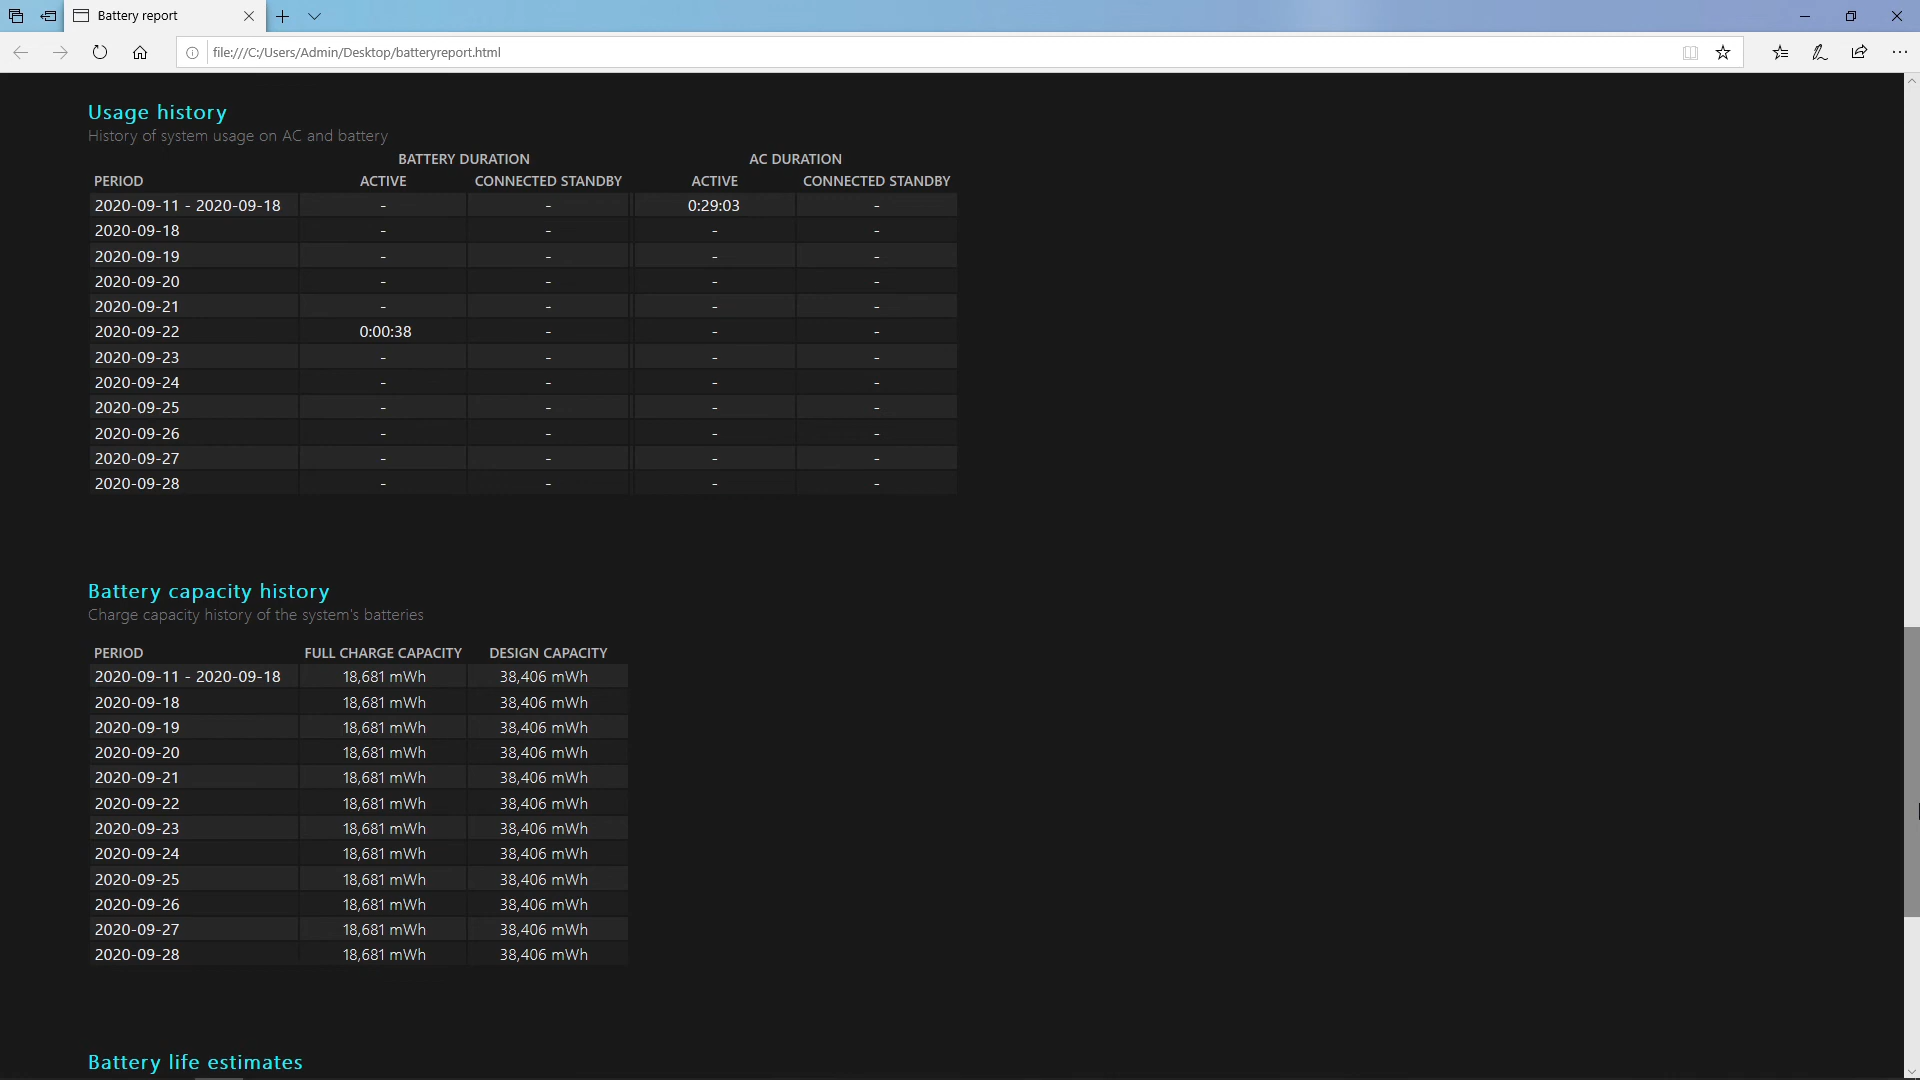 Battery report
file:///C:/Users/Admin/Desktop/batteryreport.html
Usage history
History of system usage on AC and battery
BATTERY DURATION AC DURATION
PERIOD ACTIVE CONNECTED STANDBY ACTIVE CONNECTED STANDBY
2020-09-11 - 2020-09-18 - - 0:29:03 -
2020-09-18 - - - -
2020-09-19 - - - -
2020-09-20 - - - -
2020-09-21 - - - -
2020-09-22 0:00:38 - - -
2020-09-23 - - - -
2020-09-24 - - - -
2020-09-25 - - - -
2020-09-26 - - - -
2020-09-27 - - - -
2020-09-28 - - - -
Battery capacity history
Charge capacity history of the system's batteries
PERIOD FULL CHARGE CAPACITY DESIGN CAPACITY
2020-09-11 - 2020-09-18 18,681 mWh 38,406 mWh
2020-09-18 18,681 mWh 38,406 mWh
2020-09-19 18,681 mWh 38,406 mWh
2020-09-20 18,681 mWh 38,406 mWh
2020-09-21 18,681 mWh 38,406 mWh
2020-09-22 18,681 mWh 38,406 mWh
2020-09-23 18,681 mWh 38,406 mWh
2020-09-24 18,681 mWh 38,406 mWh
2020-09-25 18,681 mWh 38,406 mWh
2020-09-26 18,681 mWh 38,406 mWh
2020-09-27 18,681 mWh 38,406 mWh
2020-09-28 18,681 mWh 38,406 mWh
Battery life estimates